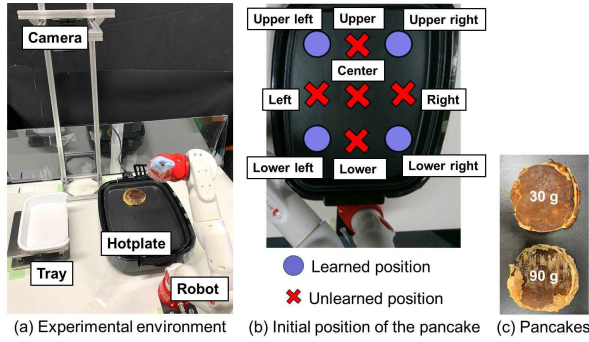 Camera
Hotplate
Tray
Robot
(a) Experimental environment
Upper left
Upper
Upper right
Center
Left
Right
Lower left
Lower
Lower right
Learned position
Unlearned position
(b) Initial position of the pancake
30 g
90 g
(c) Pancakes